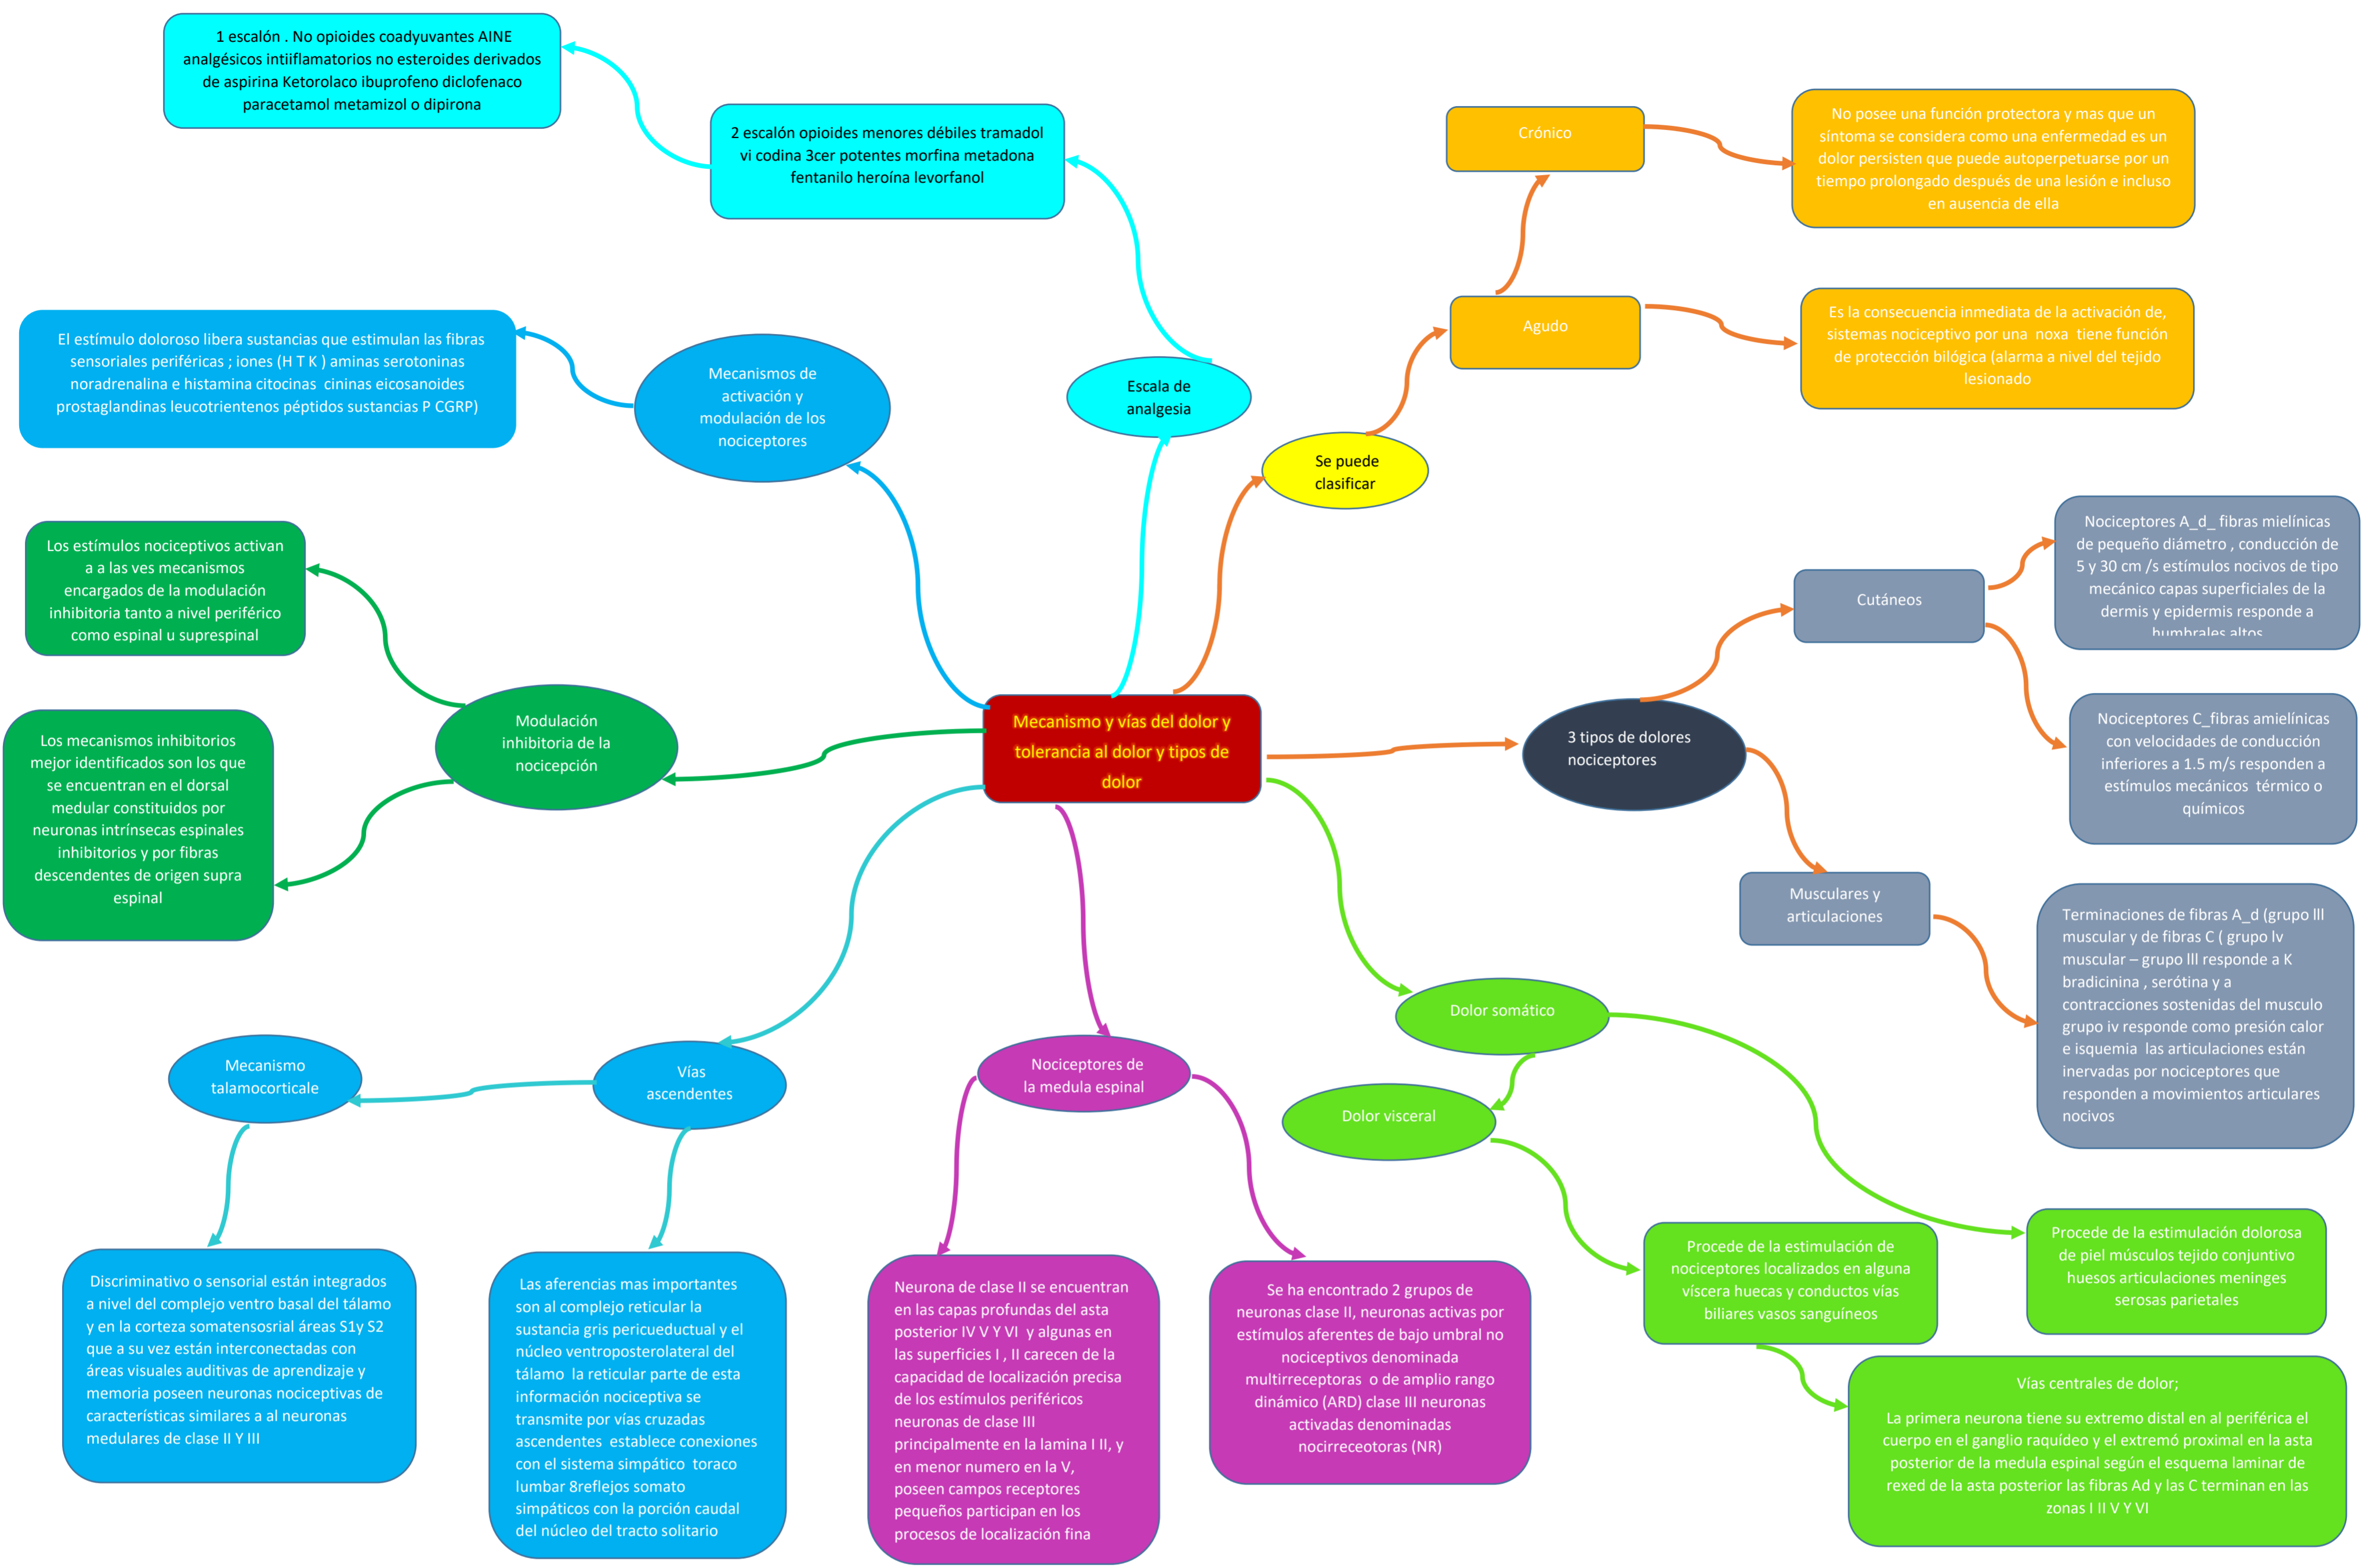 1 escalón . No opioides coadyuvantes AINE
analgésicos intiiflamatorios no esteroides derivados
de aspirina Ketorolaco ibuprofeno diclofenaco
paracetamol metamizol o dipirona
2 escalón opioides menores débiles tramadol
vi codina 3cer potentes morfina metadona
fentanilo heroína levorfanol
Crónico
No posee una función protectora y mas que un
síntoma se considera como una enfermedad es un
dolor persisten que puede autoperpetuarse por un
tiempo prolongado después de una lesión e incluso
en ausencia de ella
Agudo
Es la consecuencia inmediata de la activación de,
sistemas nociceptivo por una  noxa  tiene función
de protección bilógica (alarma a nivel del tejido
lesionado
El estímulo doloroso libera sustancias que estimulan las fibras
sensoriales periféricas ; iones (H T K ) aminas serotoninas
noradrenalina e histamina citocinas  cininas eicosanoides
prostaglandinas leucotrientenos péptidos sustancias P CGRP)
Mecanismos de
activación y
modulación de los
nociceptores
Escala de
analgesia
Se puede
clasificar
Los estímulos nociceptivos activan
a a las ves mecanismos
encargados de la modulación
inhibitoria tanto a nivel periférico
como espinal u suprespinal
Nociceptores A_d_ fibras mielínicas
de pequeño diámetro , conducción de
5 y 30 cm /s estímulos nocivos de tipo
mecánico capas superficiales de la
dermis y epidermis responde a
humbrales altos
Cutáneos
Nociceptores C_fibras amielínicas
con velocidades de conducción
inferiores a 1.5 m/s responden a
estímulos mecánicos  térmico o
químicos
Modulación
inhibitoria de la
nocicepción
Mecanismo y vías del dolor y
tolerancia al dolor y tipos de
dolor
3 tipos de dolores
nociceptores
Los mecanismos inhibitorios
mejor identificados son los que
se encuentran en el dorsal
medular constituidos por
neuronas intrínsecas espinales
inhibitorios y por fibras
descendentes de origen supra
espinal
Musculares y
articulaciones
Terminaciones de fibras A_d (grupo lll
muscular y de fibras C ( grupo lv
muscular – grupo lll responde a K
bradicinina , serótina y a
contracciones sostenidas del musculo
grupo iv responde como presión calor
e isquemia  las articulaciones están
inervadas por nociceptores que
responden a movimientos articulares
nocivos
Dolor somático
Dolor visceral
Mecanismo
talamocorticale
Vías
ascendentes
Nociceptores de
la medula espinal
Procede de la estimulación de
nociceptores localizados en alguna
víscera huecas y conductos vías
biliares vasos sanguíneos
Procede de la estimulación dolorosa
de piel músculos tejido conjuntivo
huesos articulaciones meninges
serosas parietales
Discriminativo o sensorial están integrados
a nivel del complejo ventro basal del tálamo
y en la corteza somatensosrial áreas S1y S2
que a su vez están interconectadas con
áreas visuales auditivas de aprendizaje y
memoria poseen neuronas nociceptivas de
características similares a al neuronas
medulares de clase II Y III
Las aferencias mas importantes
son al complejo reticular la
sustancia gris pericueductual y el
núcleo ventroposterolateral del
tálamo  la reticular parte de esta
información nociceptiva se
transmite por vías cruzadas
ascendentes  establece conexiones
con el sistema simpático  toraco
lumbar 8reflejos somato
simpáticos con la porción caudal
del núcleo del tracto solitario
Neurona de clase II se encuentran
en las capas profundas del asta
posterior IV V Y VI  y algunas en
las superficies I , II carecen de la
capacidad de localización precisa
de los estímulos periféricos
neuronas de clase III
principalmente en la lamina I II, y
en menor numero en la V,
poseen campos receptores
pequeños participan en los
procesos de localización fina
Se ha encontrado 2 grupos de
neuronas clase II, neuronas activas por
estímulos aferentes de bajo umbral no
nociceptivos denominada
multirreceptoras  o de amplio rango
dinámico (ARD) clase III neuronas
activadas denominadas
nocirreceotoras (NR)
Vías centrales de dolor;
La primera neurona tiene su extremo distal en al periférica el
cuerpo en el ganglio raquídeo y el extremó proximal en la asta
posterior de la medula espinal según el esquema laminar de
rexed de la asta posterior las fibras Ad y las C terminan en las
zonas I II V Y VI